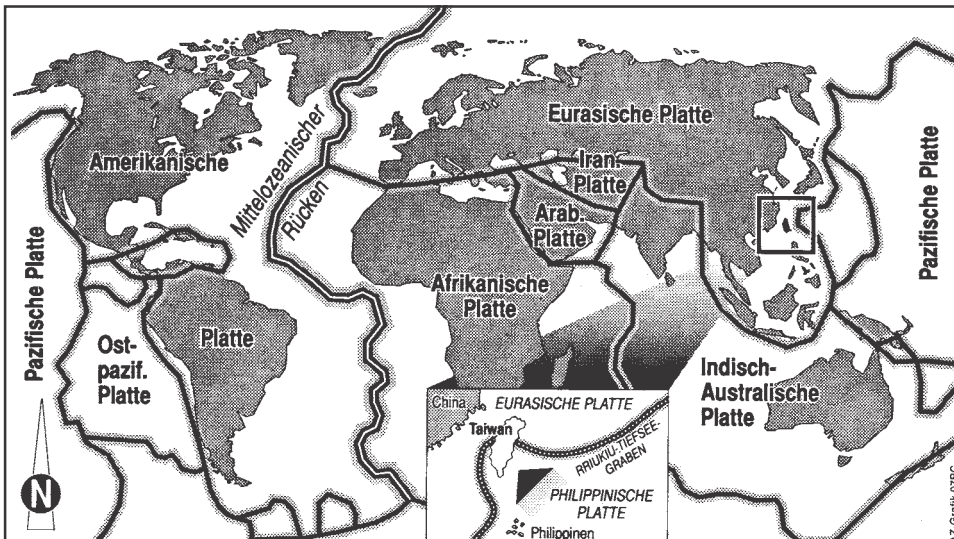 Eurasische Platte
Amerikanische
Mittelozeanischer
Rücken
Iran.
Platte
Arab.
Platte
Pazifische Platte
Pazifische Platte
Afrikanische
Platte
Platte
Ost-
pazif.
Platte
Indisch-
Australische
Platte
N
China
EURASISCHE PLATTE
Taiwan
RRIUKIU-TIEFSEE-
GRABEN
PHILIPPINISCHE
PLATTE
Philippinen